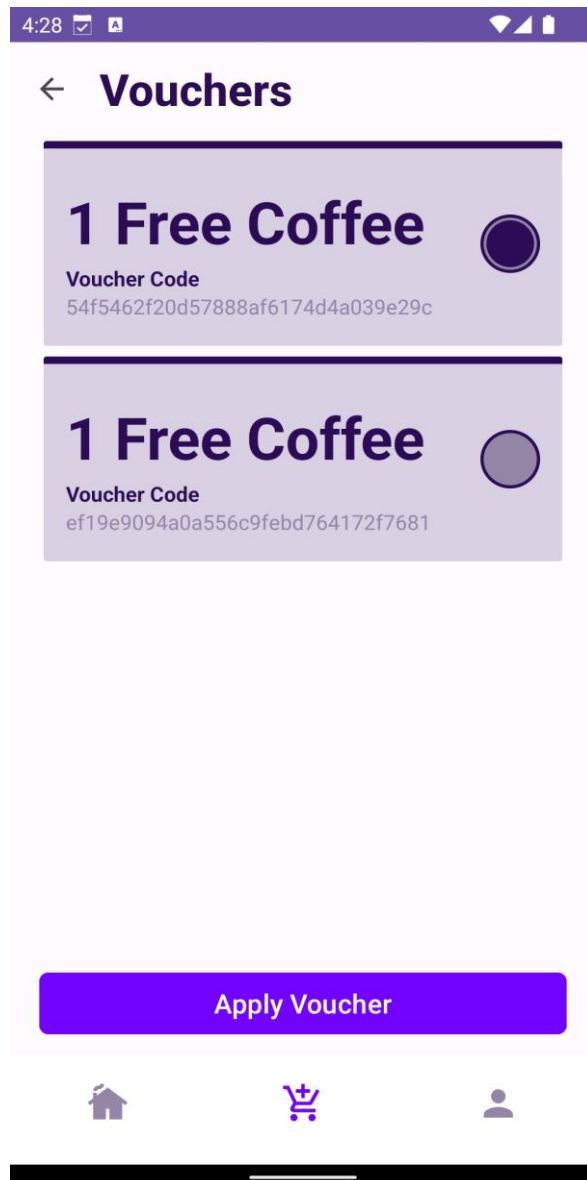 4:28
Vouchers
1 Free Coffee
Voucher Code
54f5462f20d57888af6174d4a039e29c
1 Free Coffee
Voucher Code
ef19e9094a0a556c9febd764172f7681
Apply Voucher